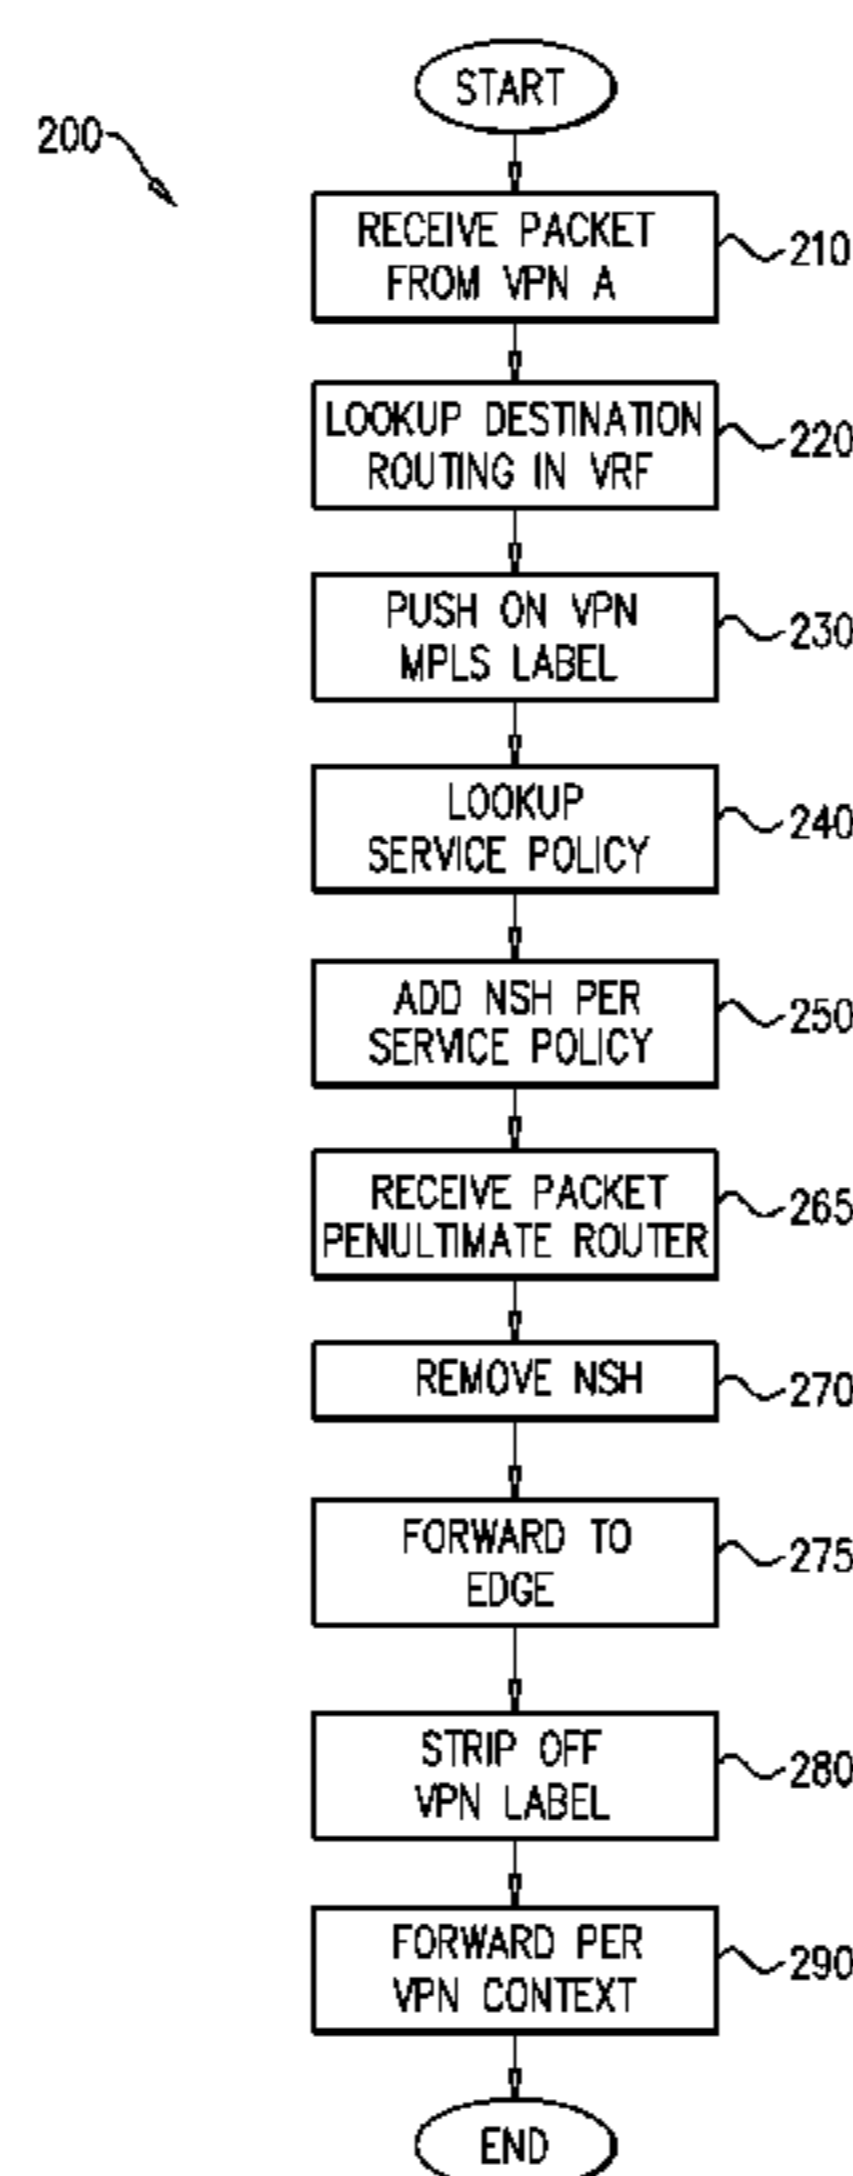 START
200
RECEIVE PACKET
FROM VPN A
210
LOOKUP DESTINATION
ROUTING IN VRF
220
PUSH ON VPN
MPLS LABEL
230
LOOKUP
SERVICE POLICY
240
ADD NSH PER
SERVICE POLICY
250
RECEIVE PACKET
PENULTIMATE ROUTER
265
REMOVE NSH
270
FORWARD TO
EDGE
275
STRIP OFF
VPN LABEL
280
FORWARD PER
VPN CONTEXT
290
END